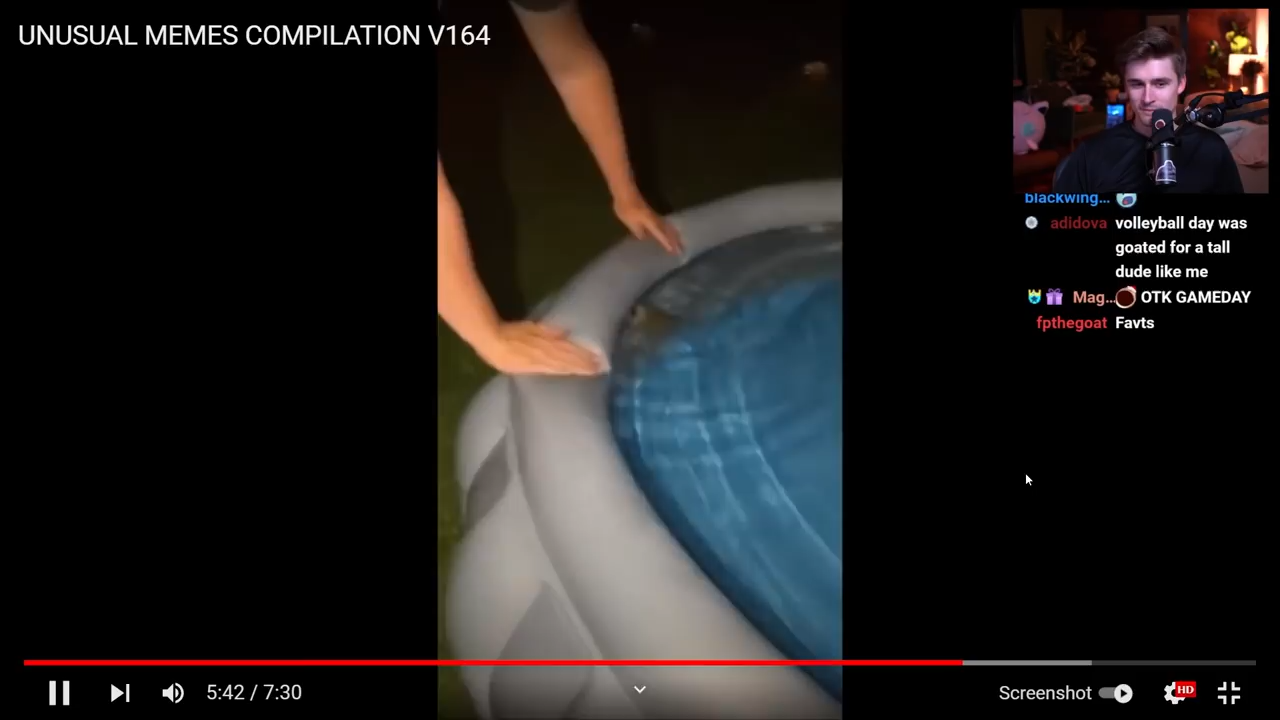 UNUSUAL MEMES COMPILATION V164
blackwing...
adidova volleyball day was
goated for a tall
dude like me
Mag... OTK GAMEDAY
fpthegoat Favts
5:42 / 7:30
Screenshot
HD